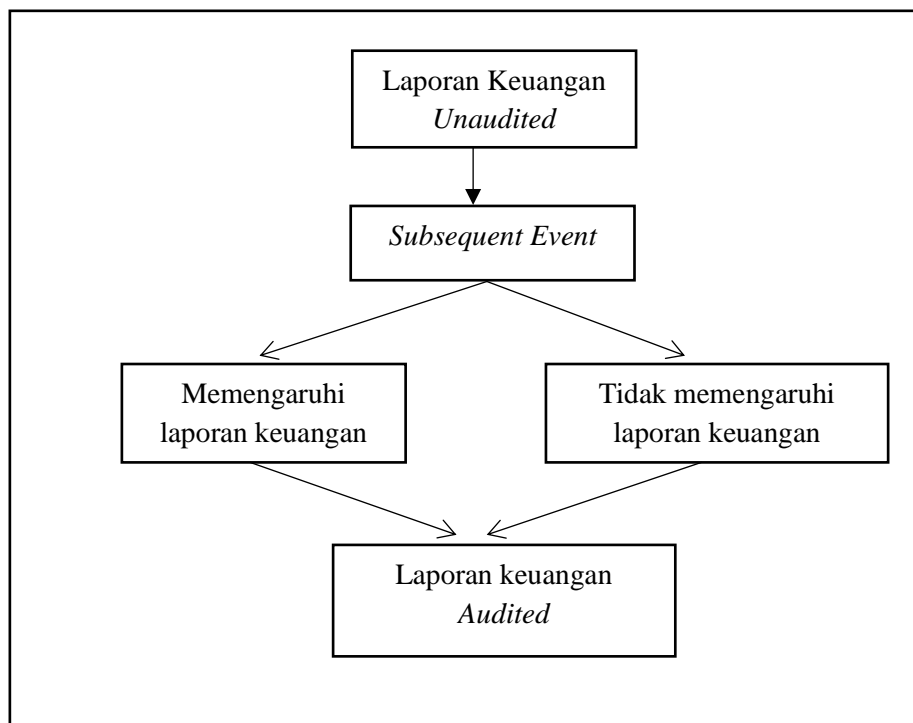 Laporan Keuangan
Unaudited
Subsequent Event
Memengaruhi
laporan keuangan
Tidak memengaruhi
laporan keuangan
Laporan keuangan
Audited